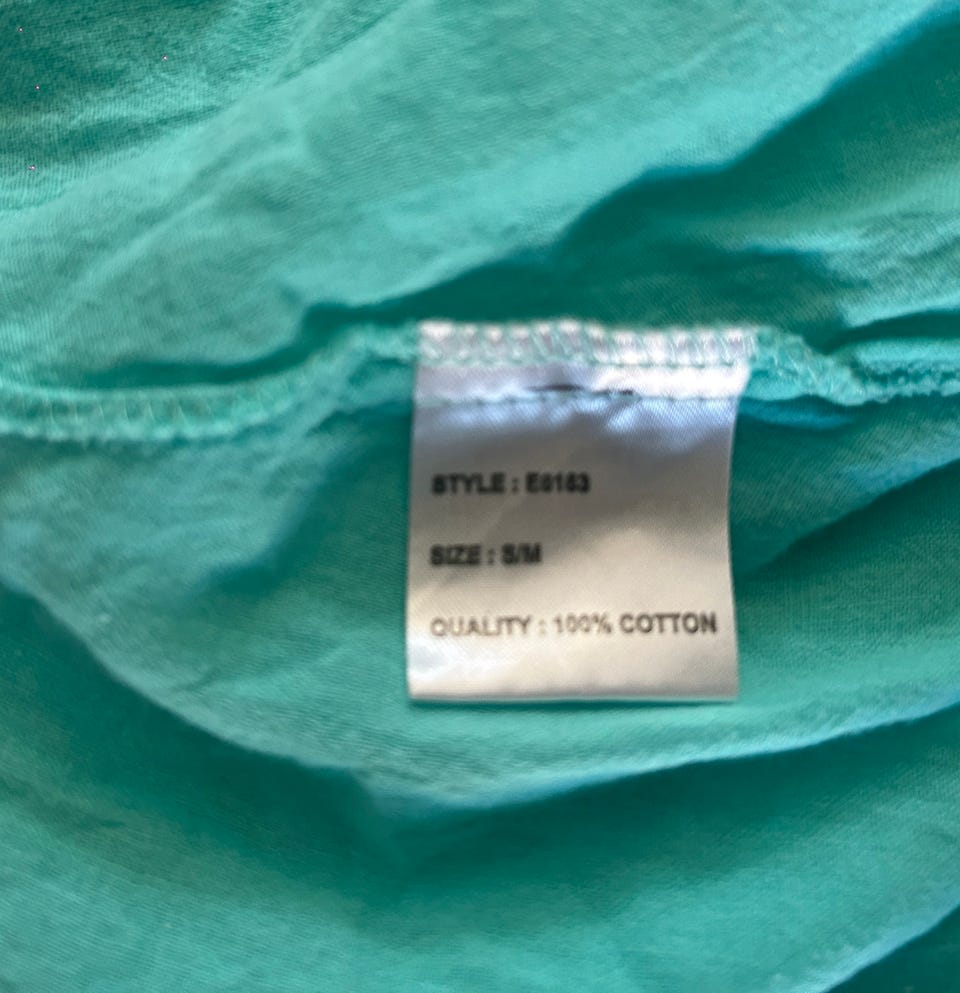 STYLE :
SIZE : S/M
QUALITY : 100% COTTON